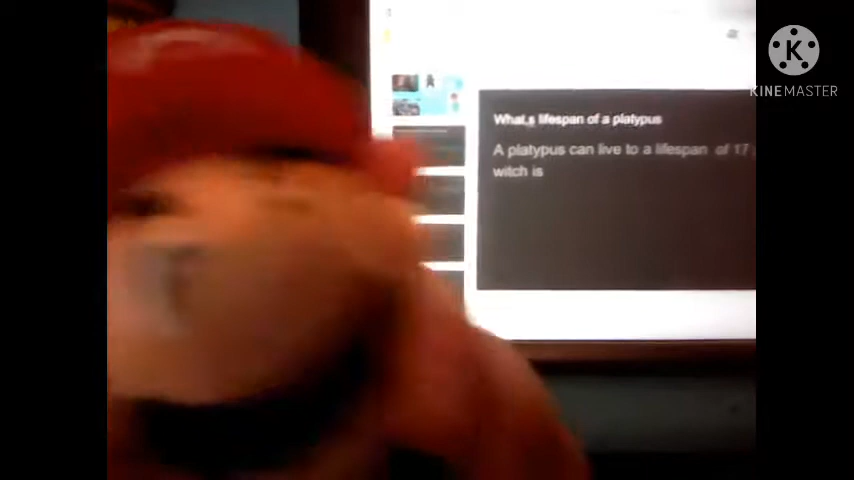 What,s lifespan of a platypus
A platypus can live to a lifespan of 17
witch is
KINEMASTER